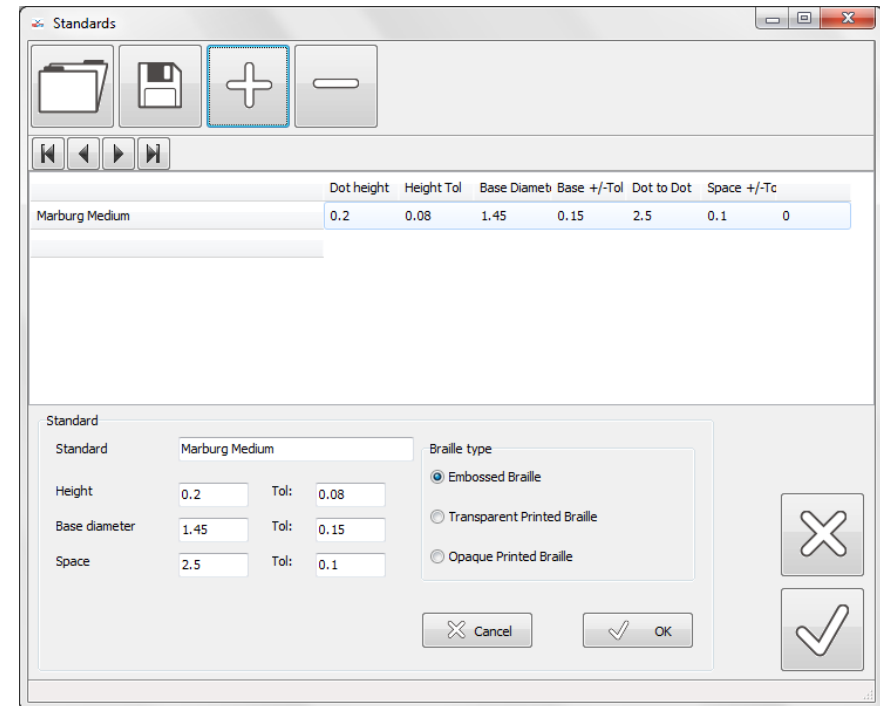 Standards
Dot height Height Tol Base Diamet Base +/-Tol Dot to Dot Space +/-Tc
Marburg Medium 0.2 0.08 1.45 0.15 2.5 0.1 0
Standard
Standard Marburg Medium Braille type
Embossed Braille
Height 0.2 Tol: 0.08
Transparent Printed Braille
Base diameter 1.45 Tol: 0.15
Opaque Printed Braille
Space 2.5 Tol: 0.1
Cancel OK